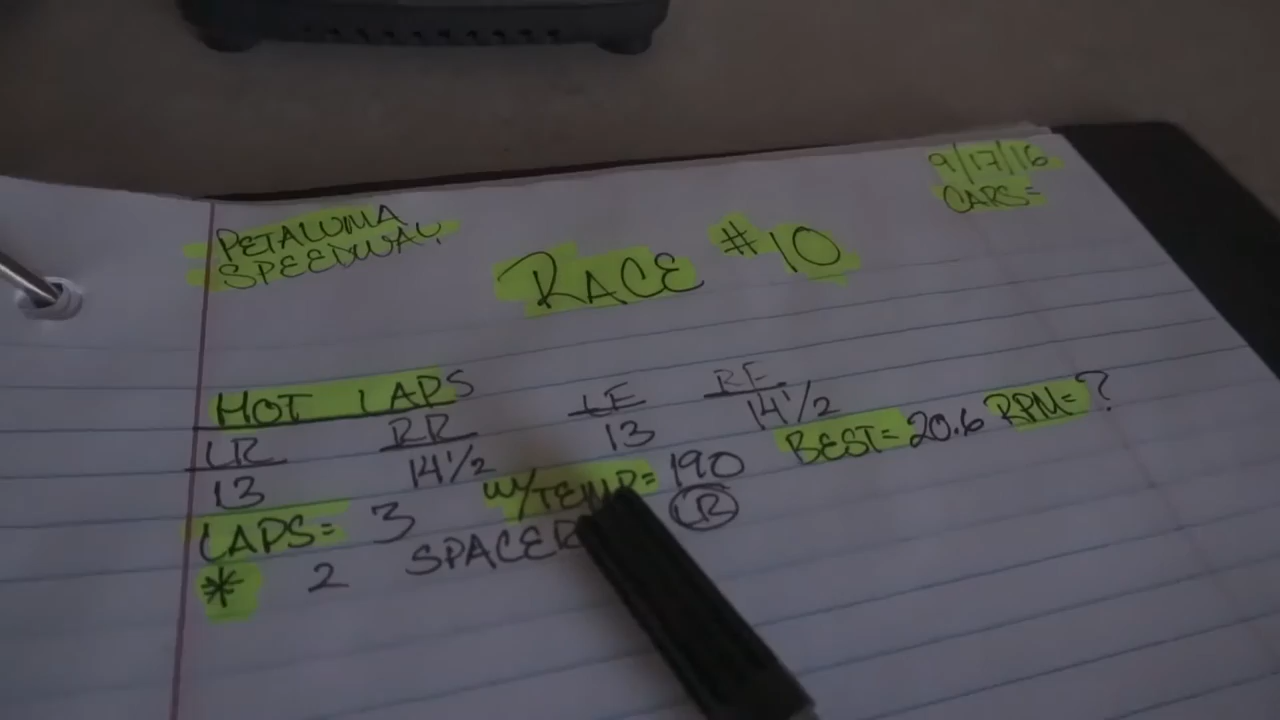 PETALUMA
SPEEDWAY
9/17/16
CARS=
RACE #10
HOT LAPS
LR RR LF RF
13 14 1/2 13 14 1/2
LAPS= 3 W/TEMP= 190 BEST= 20.6 RPM= ?
* 2 SPACER LR